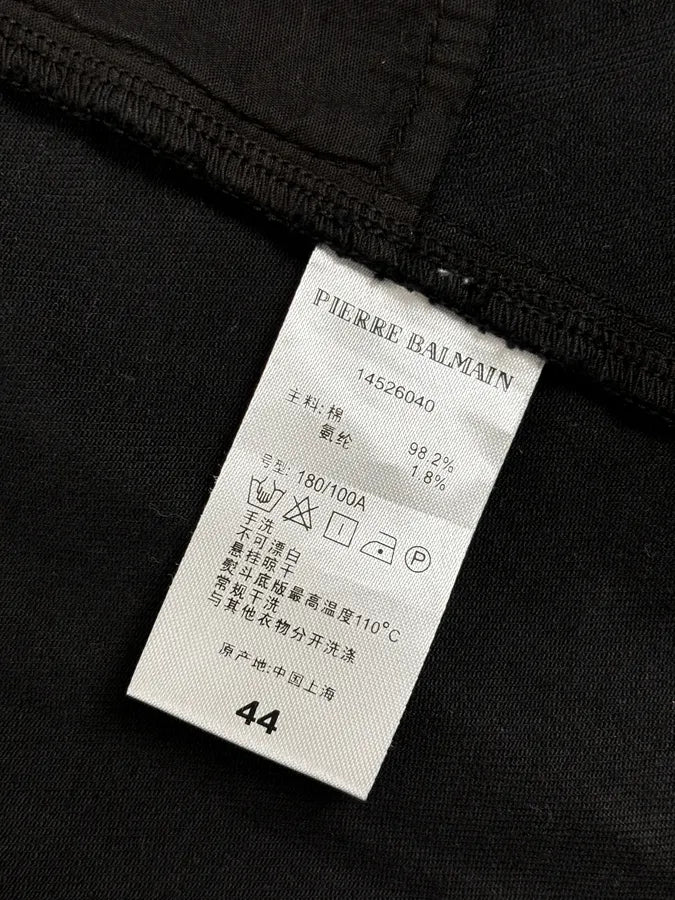 PIERRE BALMAIN
14526040
主料: 棉 98.2%
氨纶 1.8%
号型: 180/100A
P
手洗
不可漂白
悬挂晾干
熨斗底版最高温度110°C
常规干洗
与其他衣物分开洗涤
原产地:中国上海
44